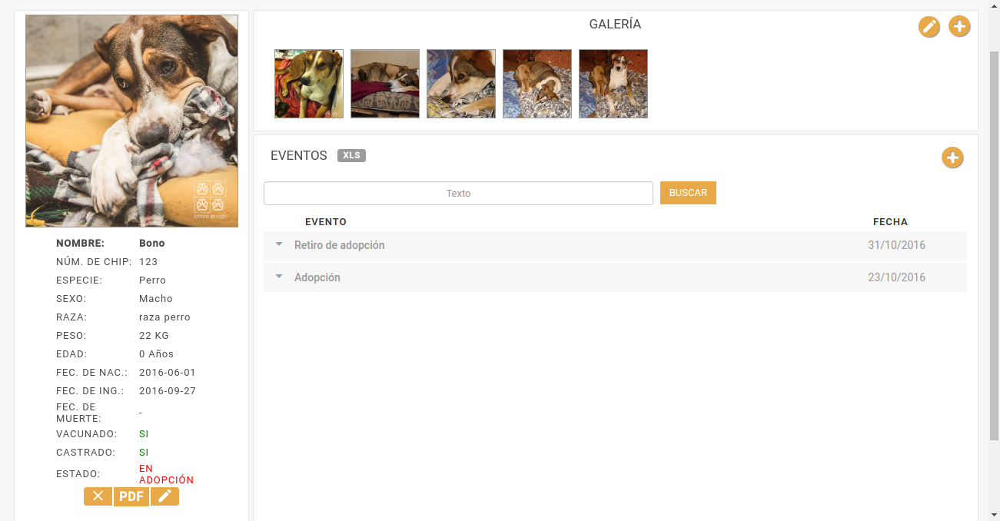 NOMBRE: Bono
NÚM. DE CHIP: 123
ESPECIE: Perro
SEXO: Macho
RAZA: raza perro
PESO: 22 KG
EDAD: 0 Años
FEC. DE NAC.: 2016-06-01
FEC. DE ING.: 2016-09-27
FEC. DE
MUERTE: -
VACUNADO: SI
CASTRADO: SI
ESTADO: EN
ADOPCIÓN
PDF
GALERÍA
EVENTOS XLS
Texto BUSCAR
EVENTO FECHA
Retiro de adopción 31/10/2016
Adopción 23/10/2016